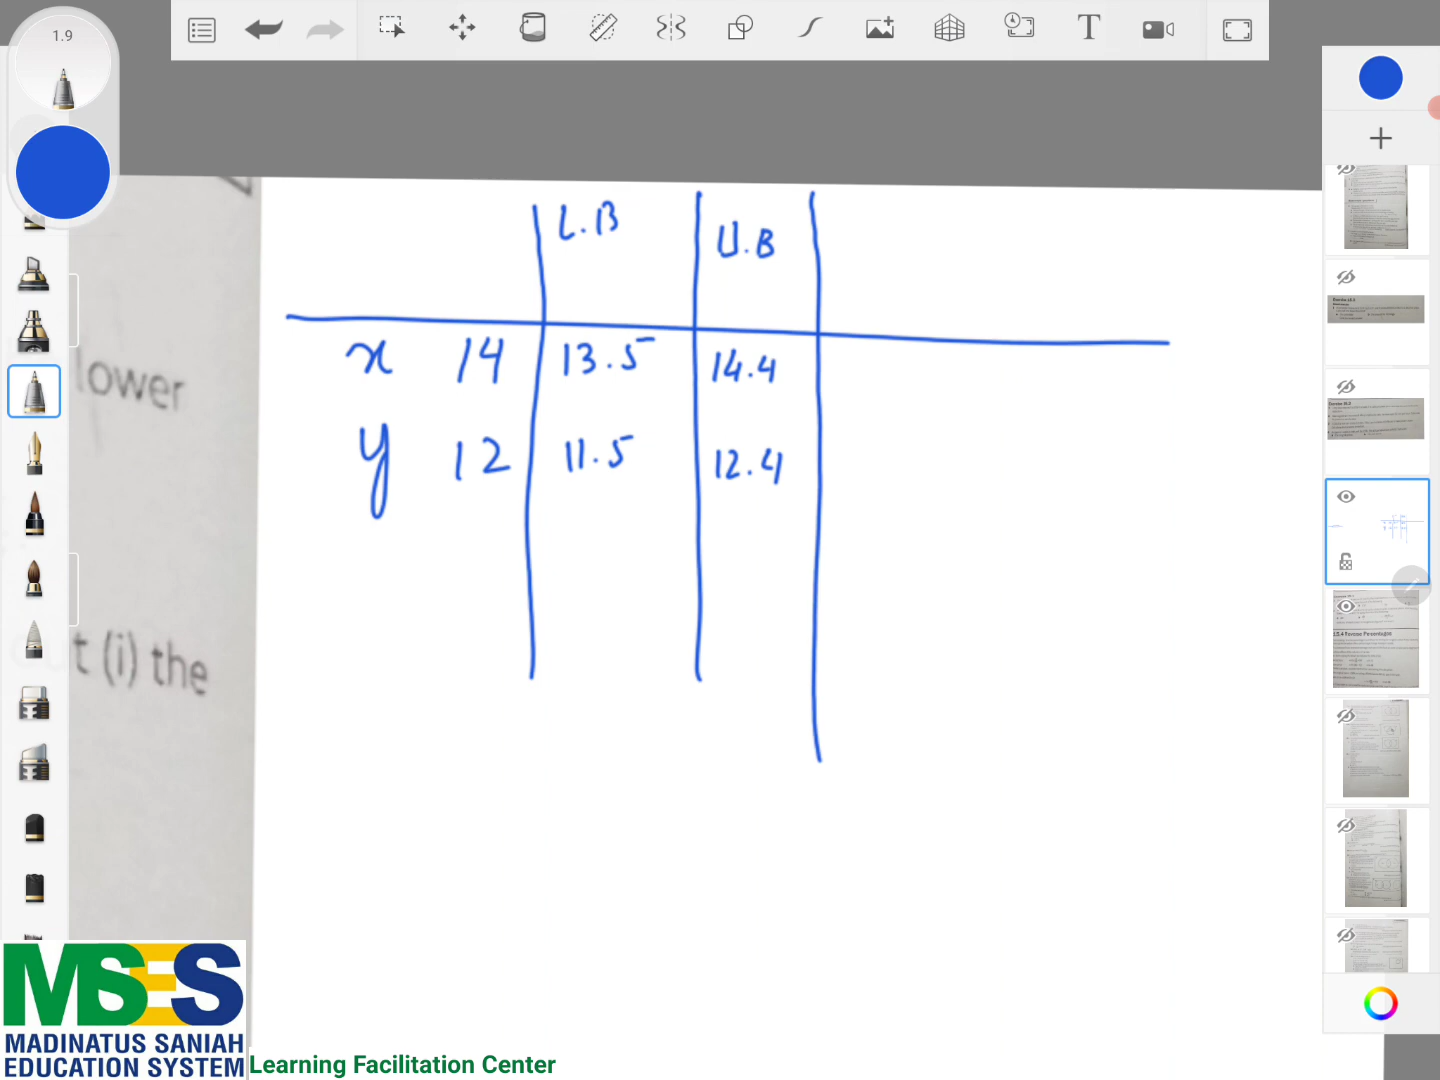 1.9
T
L.B
U.B
x 14 13.5 14.4
lower
y 12 11.5 12.4
t (i) the
MSES
MADINATUS SANIAH
EDUCATION SYSTEM
Learning Facilitation Center